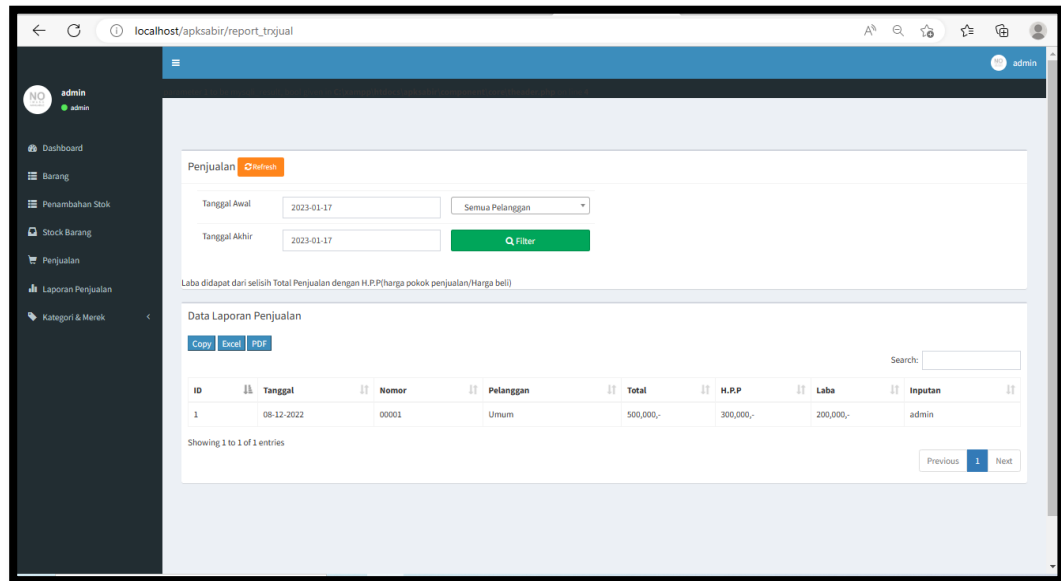 localhost/apksabir/report_trxjual
admin
NO
admin
admin
Dashboard
Barang
Penambahan Stok
Stock Barang
Penjualan
Laporan Penjualan
Kategori & Merek
Penjualan Refresh
Tanggal Awal 2023-01-17 Semua Pelanggan
Tanggal Akhir 2023-01-17 Filter
Laba didapat dari selisih Total Penjualan dengan H.P.P(harga pokok penjualan/Harga beli)
Data Laporan Penjualan
Copy Excel PDF
Search:
ID Tanggal Nomor Pelanggan Total H.P.P Laba Inputan
1 08-12-2022 00001 Umum 500,000,- 300,000,- 200,000,- admin
Showing 1 to 1 of 1 entries
Previous 1 Next